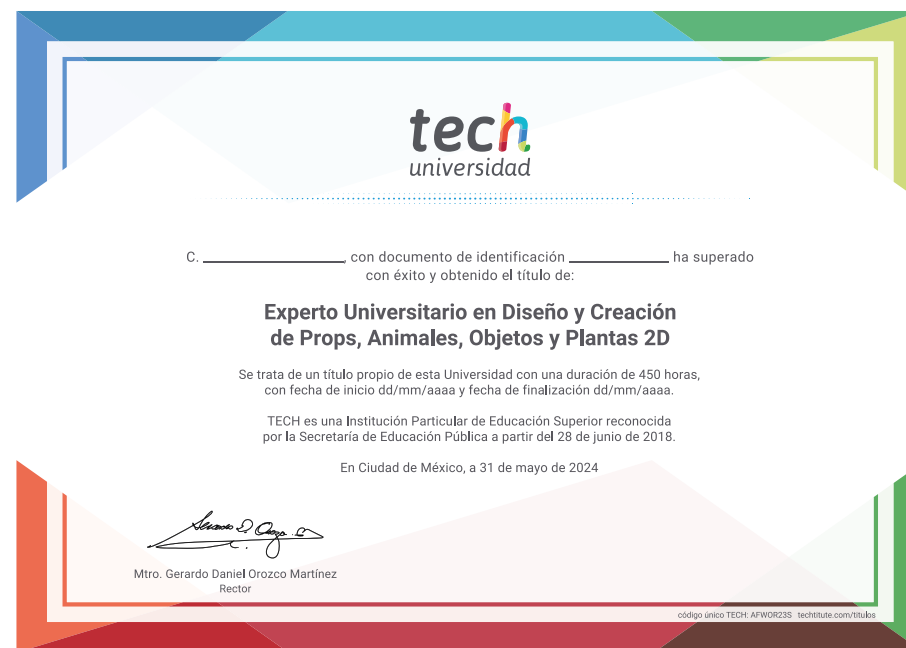 tech
universidad
C. ____________, con documento de identificación ____________ ha superado
con éxito y obtenido el título de:
Experto Universitario en Diseño y Creación
de Props, Animales, Objetos y Plantas 2D
Se trata de un título propio de esta Universidad con una duración de 450 horas,
con fecha de inicio dd/mm/aaaa y fecha de finalización dd/mm/aaaa.
TECH es una Institución Particular de Educación Superior reconocida
por la Secretaría de Educación Pública a partir del 28 de junio de 2018.
En Ciudad de México, a 31 de mayo de 2024
Mtro. Gerardo Daniel Orozco Martínez
Rector
código único TECH: AFWOR23S techtitute.com/titulos